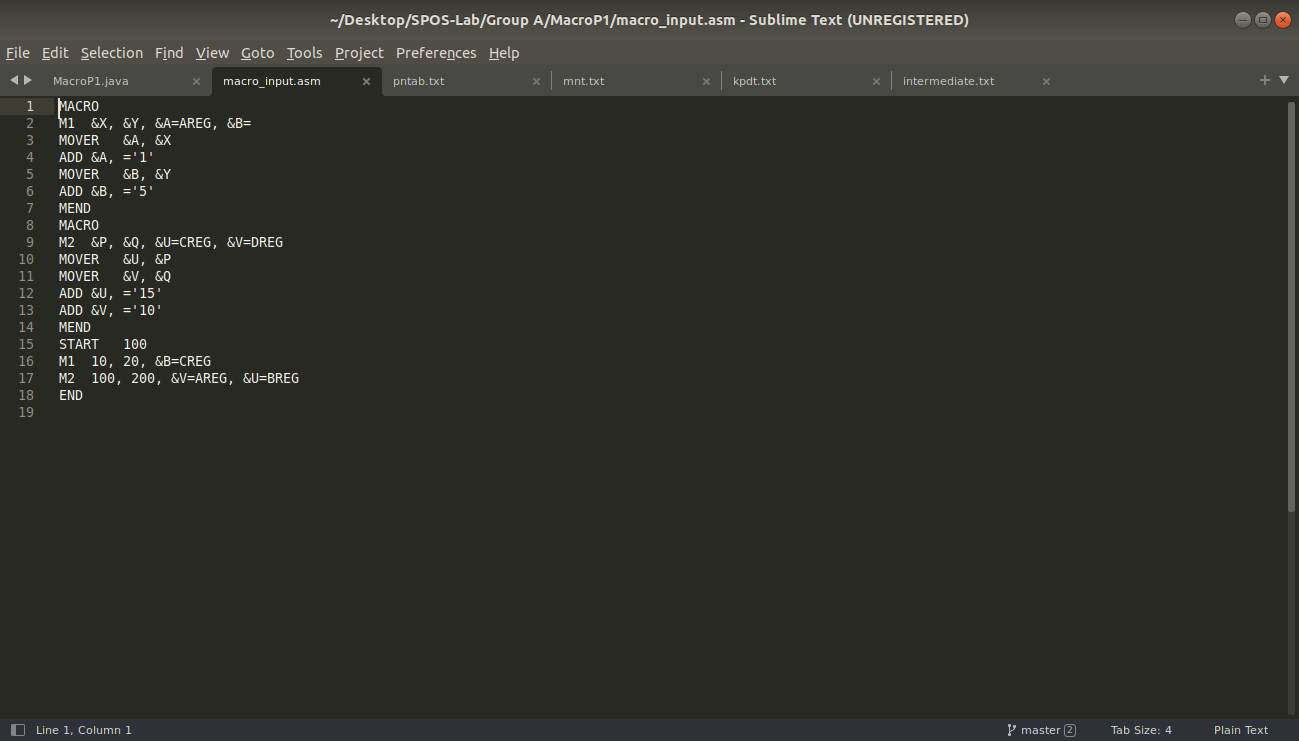 ~/Desktop/SPOS-Lab/Group A/MacroP1/macro_input.asm - Sublime Text (UNREGISTERED)
File Edit Selection Find View Goto Tools Project Preferences Help
MacroP1.java × macro_input.asm × pntab.txt × mnt.txt × kpdt.txt × intermediate.txt ×
1 MACRO
2 M1  &X, &Y, &A=AREG, &B=
3 MOVER   &A, &X
4 ADD &A, ='1'
5 MOVER   &B, &Y
6 ADD &B, ='5'
7 MEND
8 MACRO
9 M2  &P, &Q, &U=CREG, &V=DREG
10 MOVER   &U, &P
11 MOVER   &V, &Q
12 ADD &U, ='15'
13 ADD &V, ='10'
14 MEND
15 START   100
16 M1  10, 20, &B=CREG
17 M2  100, 200, &V=AREG, &U=BREG
18 END
19
Line 1, Column 1 master 2 Tab Size: 4 Plain Text